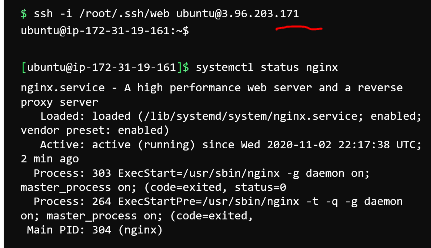 $ ssh -i /root/.ssh/web ubuntu@3.96.203.171
ubuntu@ip-172-31-19-161:~$
[ubuntu@ip-172-31-19-161]$ systemctl status nginx
nginx.service - A high performance web server and a reverse
proxy server
Loaded: loaded (/lib/systemd/system/nginx.service; enabled;
vendor preset: enabled)
Active: active (running) since Wed 2020-11-02 22:17:38 UTC;
2 min ago
Process: 303 ExecStart=/usr/sbin/nginx -g daemon on;
master_process on; (code=exited, status=0
Process: 264 ExecStartPre=/usr/sbin/nginx -t -q -g daemon
on; master_process on; (code=exited,
Main PID: 304 (nginx)